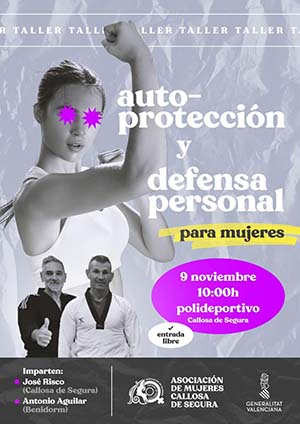 TALLER TALLER TALLER TALLER TALLER
auto-
protección
y
defensa
personal
para mujeres
9 noviembre
10:00h
polideportivo
Callosa de Segura
entrada
libre
Imparten:
José Risco
(Callosa de Segura)
Antonio Aguilar
(Benidorm)
ASOCIACIÓN
DE MUJERES
CALLOSA
DE SEGURA
GENERALITAT
VALENCIANA